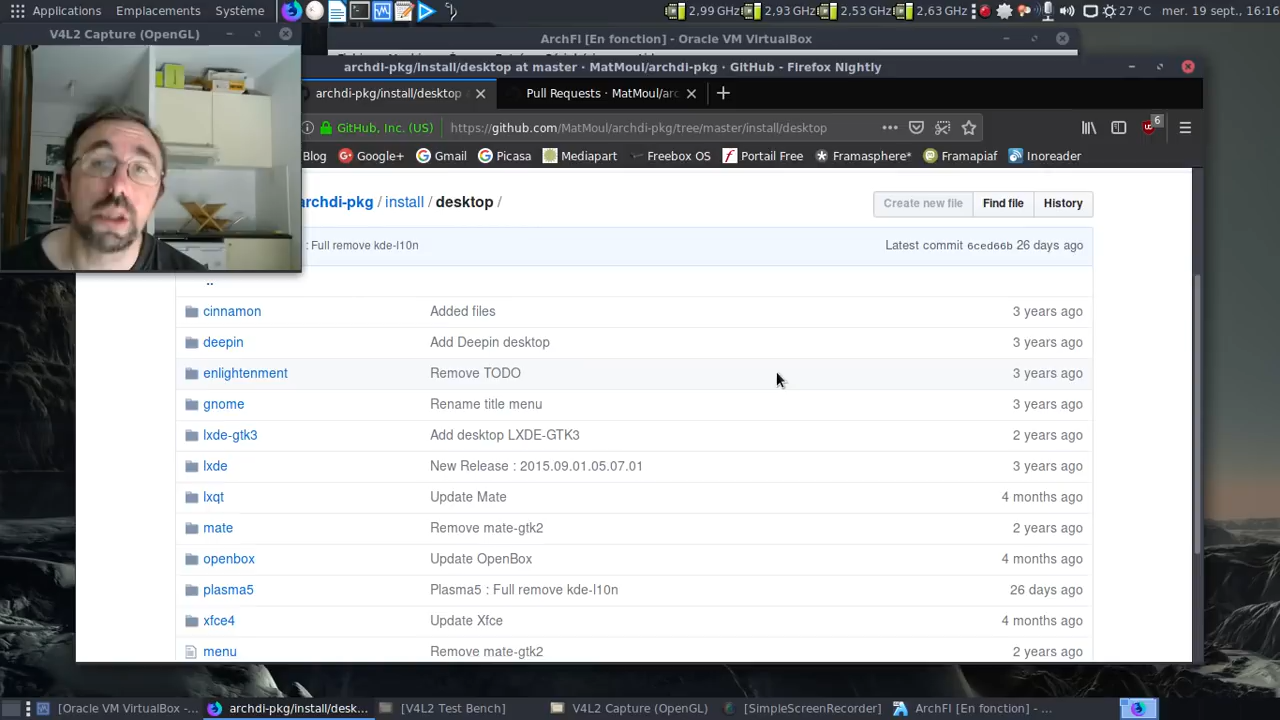 Applications Emplacements Système 2,99 GHz 2,93 GHz 2,53 GHz 2,63 GHz 27 °C mer. 19 sept., 16:16
V4L2 Capture (OpenGL)
ArchFI [En fonction] - Oracle VM VirtualBox
archdi-pkg/install/desktop at master · MatMoul/archdi-pkg · GitHub - Firefox Nightly
archdi-pkg/install/desktop Pull Requests · MatMoul/arc
GitHub, Inc. (US) https://github.com/MatMoul/archdi-pkg/tree/master/install/desktop 6
Blog Google+ Gmail Picasa Mediapart Freebox OS Portail Free Framasphere* Framapiaf Inoreader
archdi-pkg / install / desktop / Create new file Find file History
: Full remove kde-l10n Latest commit 6ced66b 26 days ago
..
cinnamon Added files 3 years ago
deepin Add Deepin desktop 3 years ago
enlightenment Remove TODO 3 years ago
gnome Rename title menu 3 years ago
lxde-gtk3 Add desktop LXDE-GTK3 2 years ago
lxde New Release : 2015.09.01.05.07.01 3 years ago
lxqt Update Mate 4 months ago
mate Remove mate-gtk2 2 years ago
openbox Update OpenBox 4 months ago
plasma5 Plasma5 : Full remove kde-l10n 26 days ago
xfce4 Update Xfce 4 months ago
menu Remove mate-gtk2 2 years ago
[Oracle VM VirtualBox -... archdi-pkg/install/desk... [V4L2 Test Bench] V4L2 Capture (OpenGL) [SimpleScreenRecorder] ArchFI [En fonction] - ...